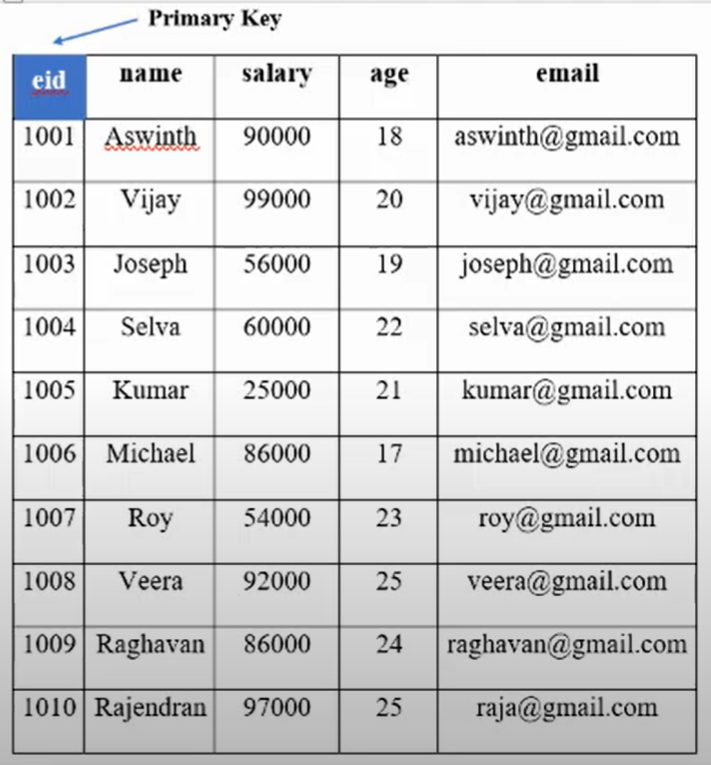 Primary Key
eid name salary age email
1001 Aswinth 90000 18 aswinth@gmail.com
1002 Vijay 99000 20 vijay@gmail.com
1003 Joseph 56000 19 joseph@gmail.com
1004 Selva 60000 22 selva@gmail.com
1005 Kumar 25000 21 kumar@gmail.com
1006 Michael 86000 17 michael@gmail.com
1007 Roy 54000 23 roy@gmail.com
1008 Veera 92000 25 veera@gmail.com
1009 Raghavan 86000 24 raghavan@gmail.com
1010 Rajendran 97000 25 raja@gmail.com